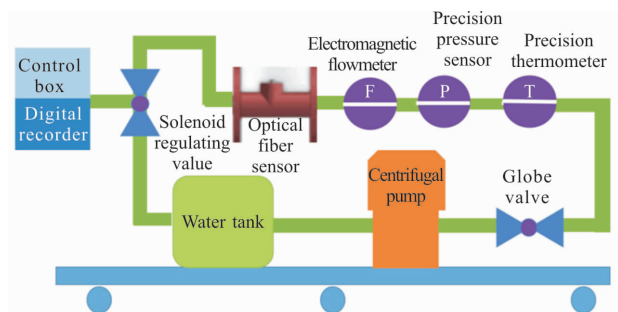 Control
box
Digital
recorder
Solenoid
regulating
value
Optical
fiber
sensor
Electromagnetic
flowmeter
F
Precision
pressure
sensor
P
Precision
thermometer
T
Water tank
Centrifugal
pump
Globe
valve